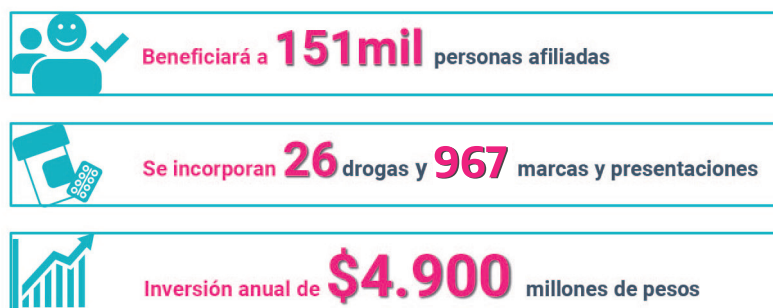 Beneficiará a 151mil personas afiliadas
Se incorporan 26 drogas y 967 marcas y presentaciones
Inversión anual de $4.900 millones de pesos